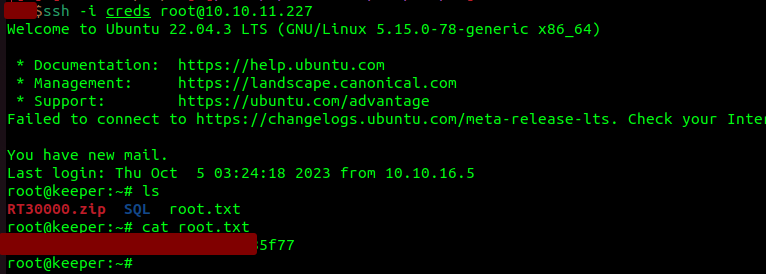 $ssh -i creds root@10.10.11.227
Welcome to Ubuntu 22.04.3 LTS (GNU/Linux 5.15.0-78-generic x86_64)
* Documentation:  https://help.ubuntu.com
* Management:     https://landscape.canonical.com
* Support:        https://ubuntu.com/advantage
Failed to connect to https://changelogs.ubuntu.com/meta-release-lts. Check your Inter
You have new mail.
Last login: Thu Oct  5 03:24:18 2023 from 10.10.16.5
root@keeper:~# ls
RT30000.zip  SQL  root.txt
root@keeper:~# cat root.txt
5f77
root@keeper:~#